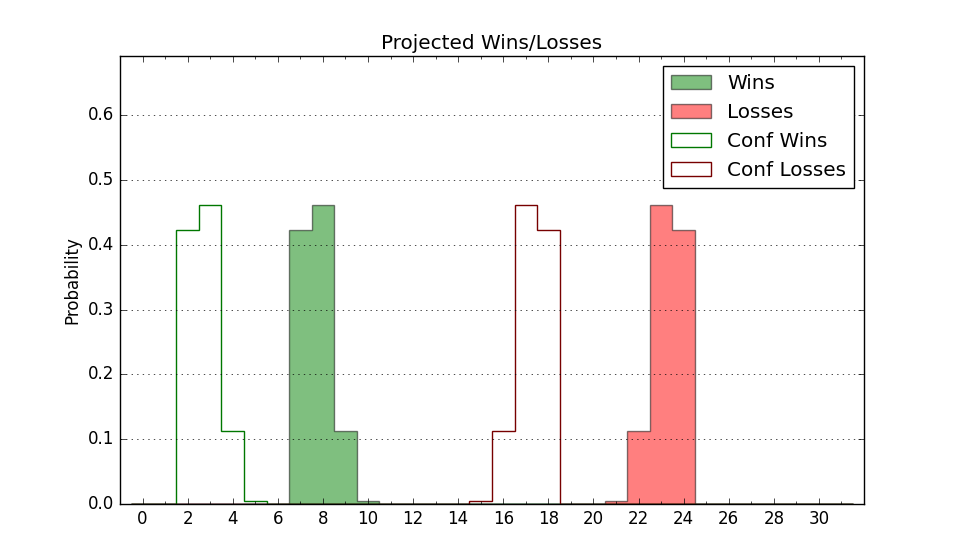 Projected Wins/Losses
Wins
Losses
Conf Wins
Conf Losses
Probability
0.6
0.5
0.4
0.3
0.2
0.1
0.0
0 2 4 6 8 10 12 14 16 18 20 22 24 26 28 30